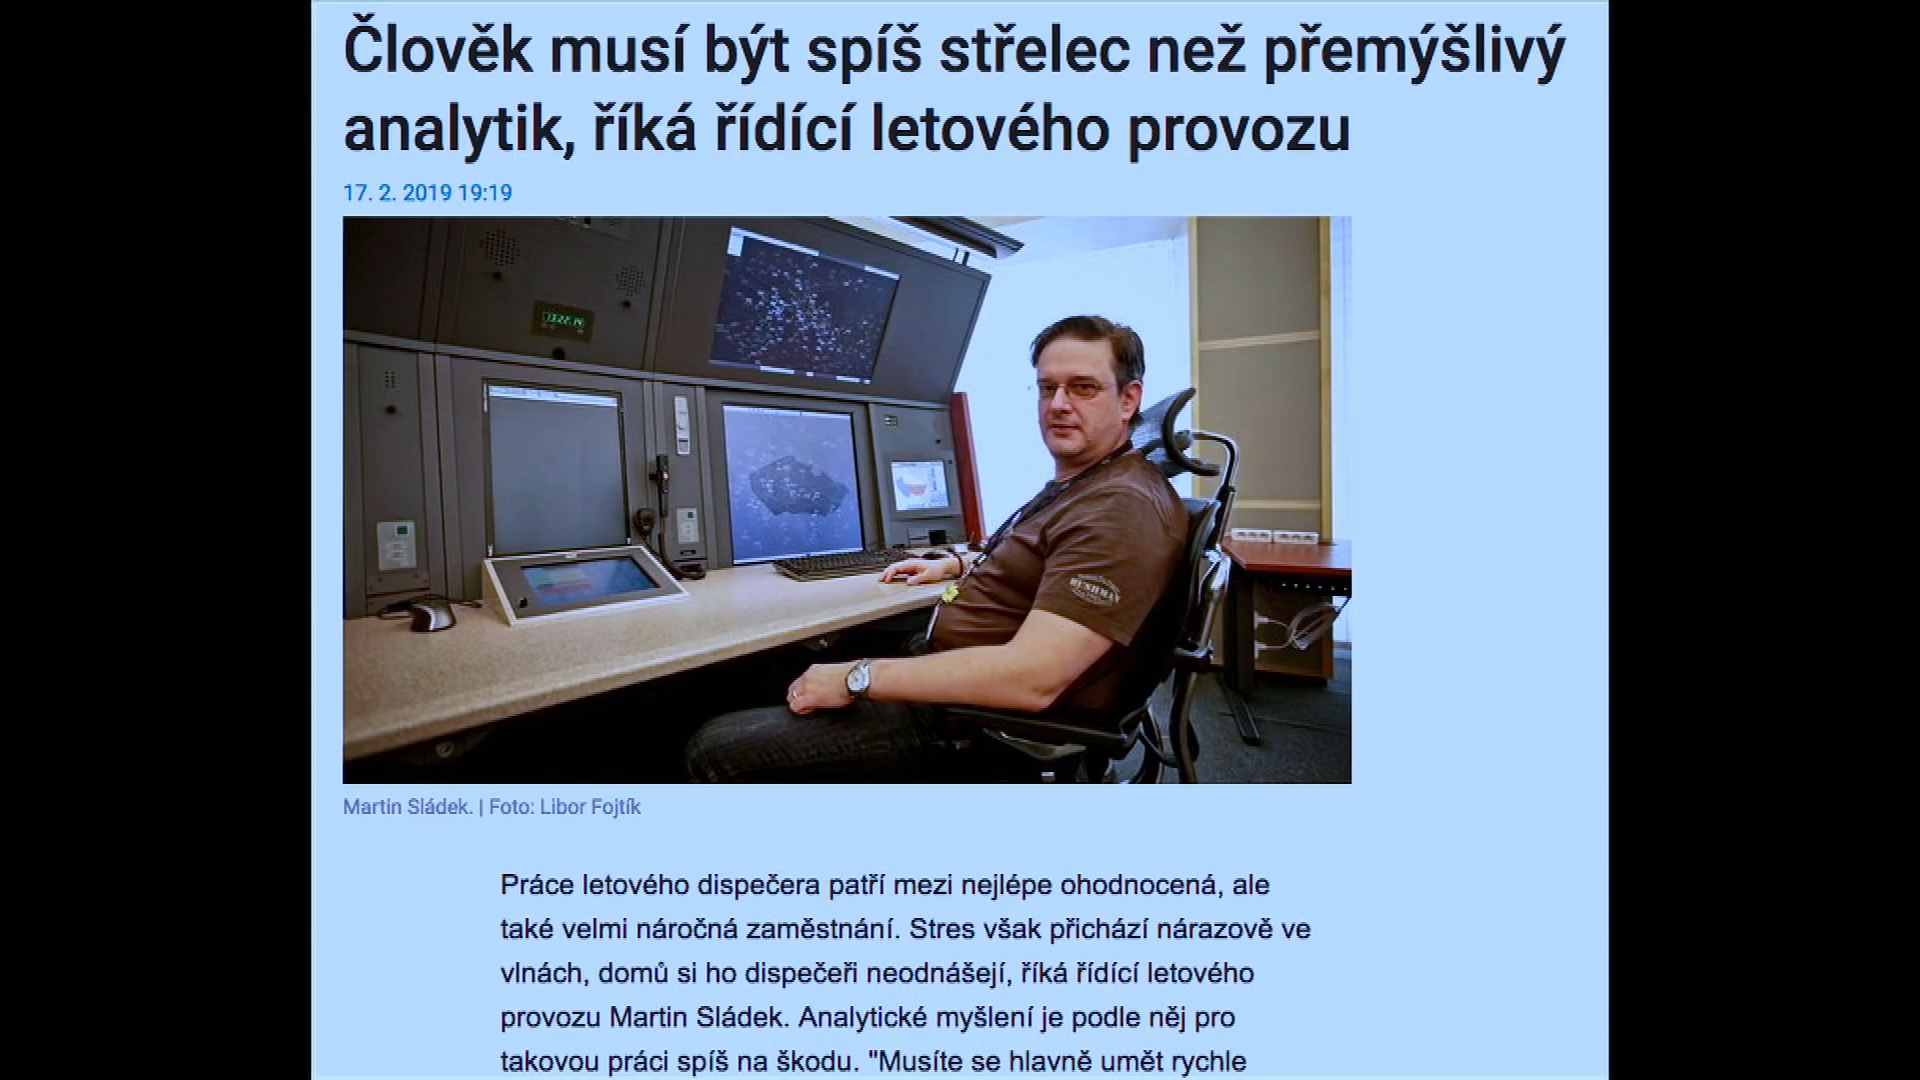 Člověk musí být spíš střelec než přemýšlivý
analytik, říká řídící letového provozu
17. 2. 2019 19:19
RUSHMAN
Martin Sládek. | Foto: Libor Fojtík
Práce letového dispečera patří mezi nejlépe ohodnocená, ale
také velmi náročná zaměstnání. Stres však přichází nárazově ve
vlnách, domů si ho dispečeři neodnášejí, říká řídící letového
provozu Martin Sládek. Analytické myšlení je podle něj pro
takovou práci spíš na škodu. "Musíte se hlavně umět rychle